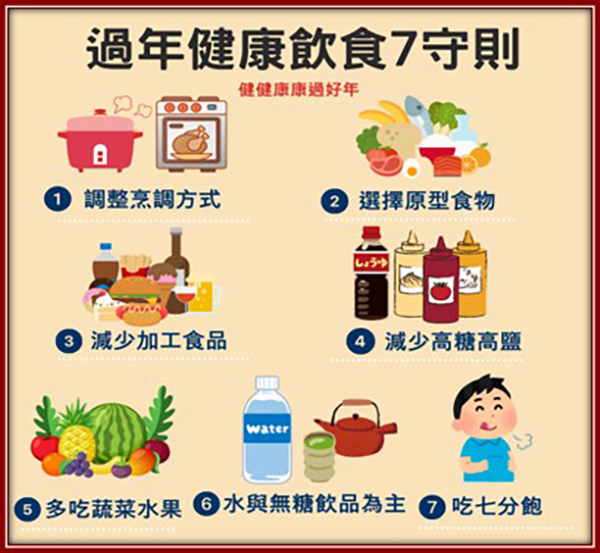 過年健康飲食7守則
健健康康過好年
1 調整烹調方式
2 選擇原型食物
3 減少加工食品
しょうゆ
4 減少高糖高鹽
Water
5 多吃蔬菜水果
6 水與無糖飲品為主
7 吃七分飽